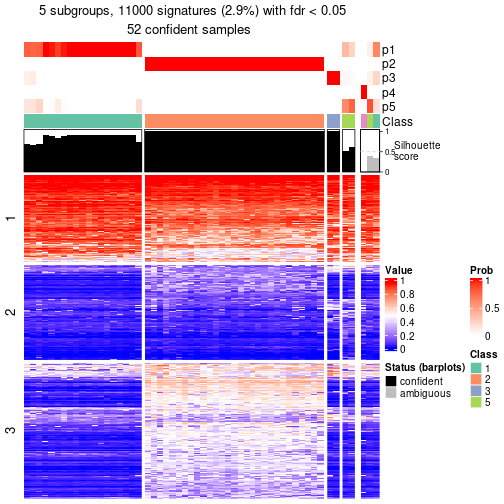 5 subgroups, 11000 signatures (2.9%) with fdr < 0.05
52 confident samples
p1
p2
p3
p4
p5
Class
1
0.5
0
Silhouette
score
1
2
3
Value
1
0.8
0.6
0.4
0.2
0
Prob
1
0.5
0
Status (barplots)
confident
ambiguous
Class
1
2
3
5